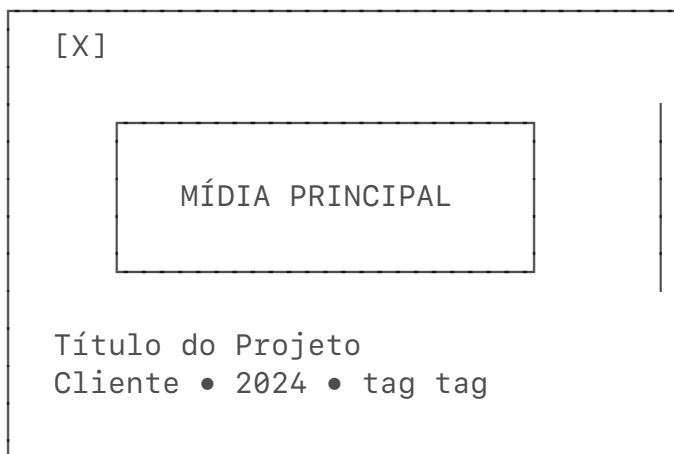 [X]
MÍDIA PRINCIPAL
Título do Projeto
Cliente ● 2024 ● tag tag